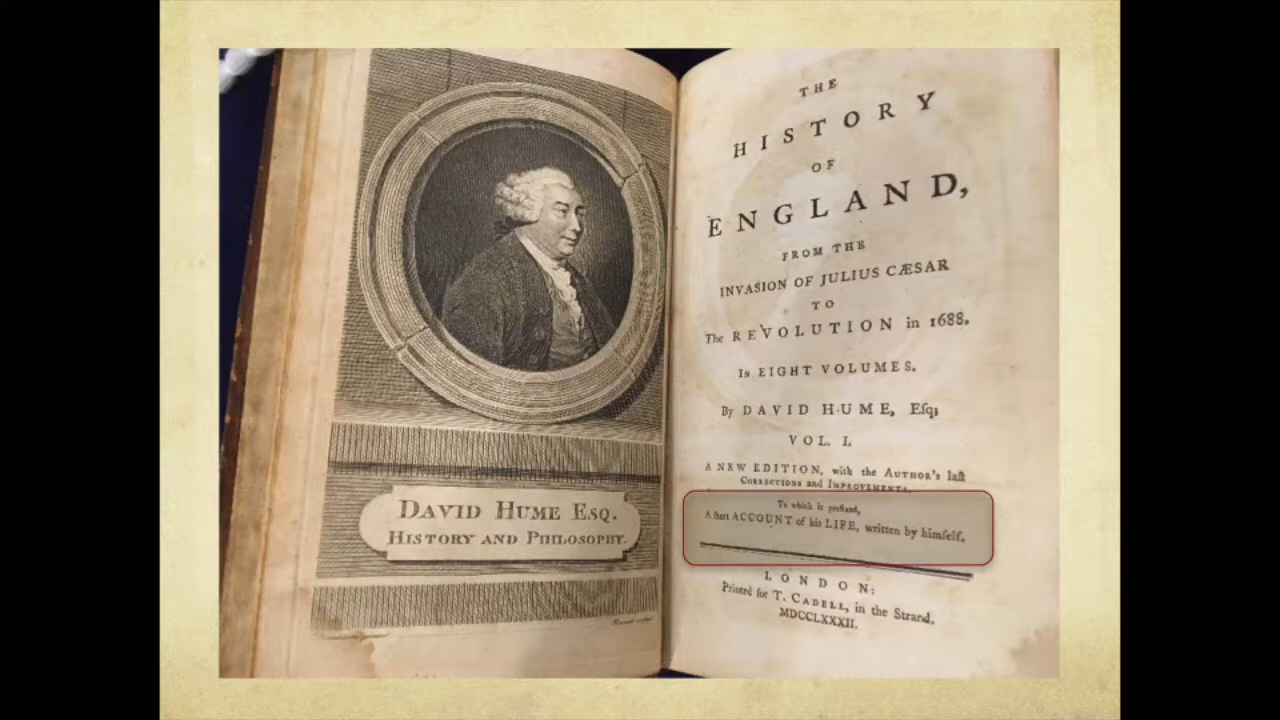 DAVID HUME ESQ.
HISTORY AND PHILOSOPHY.
THE
HISTORY
OF
ENGLAND,
FROM THE
INVASION OF JULIUS CÆSAR
TO
The REVOLUTION in 1688.
In EIGHT VOLUMES.
By DAVID HUME, Eſq;
VOL. I.
A NEW EDITION, with the AUTHOR's laſt
CORRECTIONS and IMPROVEMENTS.
To which is prefixed,
A ſhort ACCOUNT of his LIFE, written by himſelf.
LONDON:
Printed for T. CADELL, in the Strand.
MDCCLXXXII.